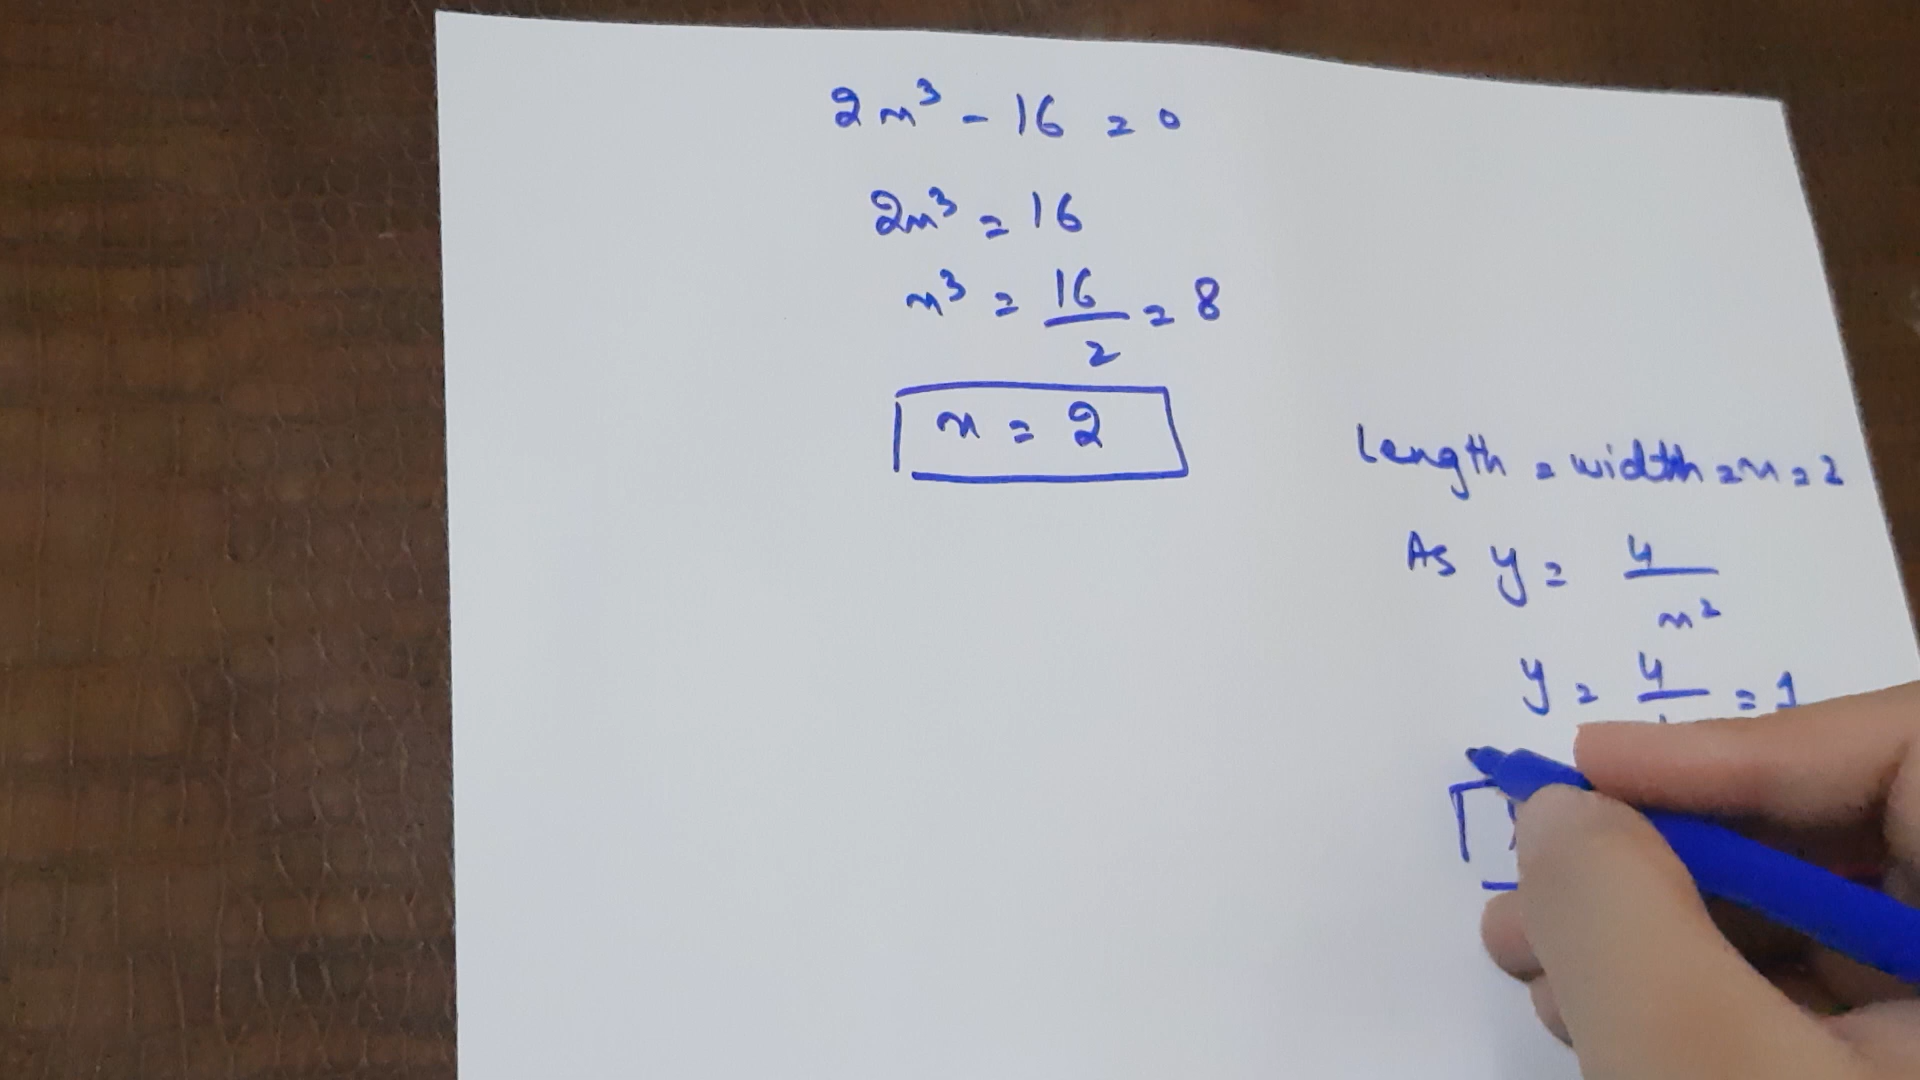 2x³ - 16 = 0
2x³ = 16
x³ = 16/2 = 8
x = 2
Length = width = x = 2
As y = 4/x²
y = 4/ = 1